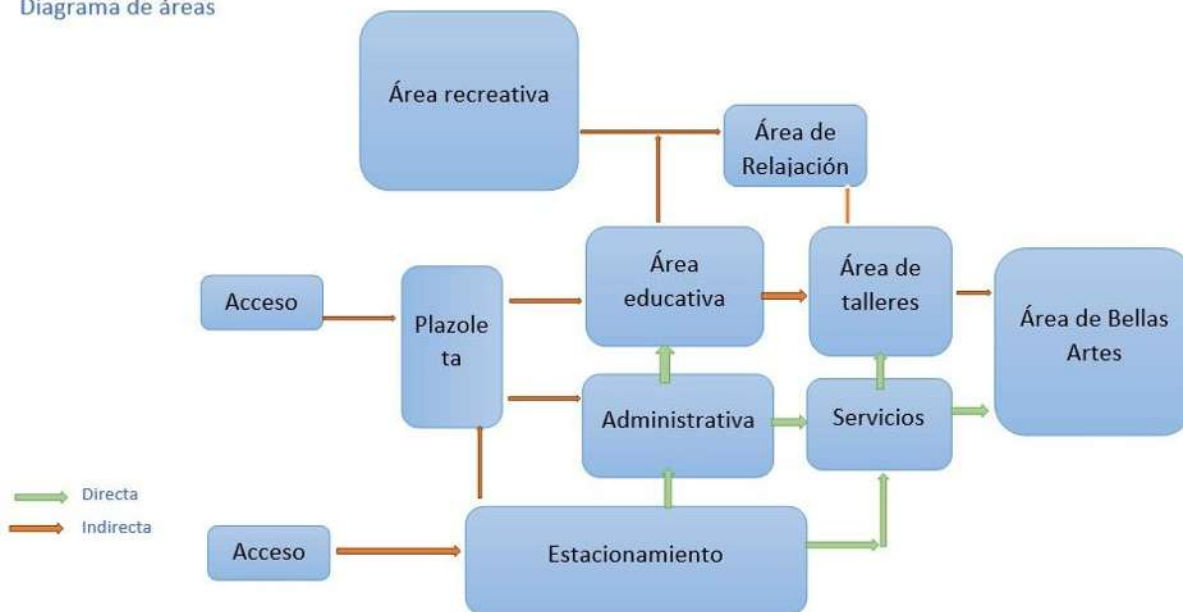 Diagrama de áreas
Área recreativa
Área de
Relajación
Área
educativa
Área de
talleres
Acceso
Plazole
ta
Área de Bellas
Artes
Administrativa
Servicios
Directa
Indirecta
Acceso
Estacionamiento